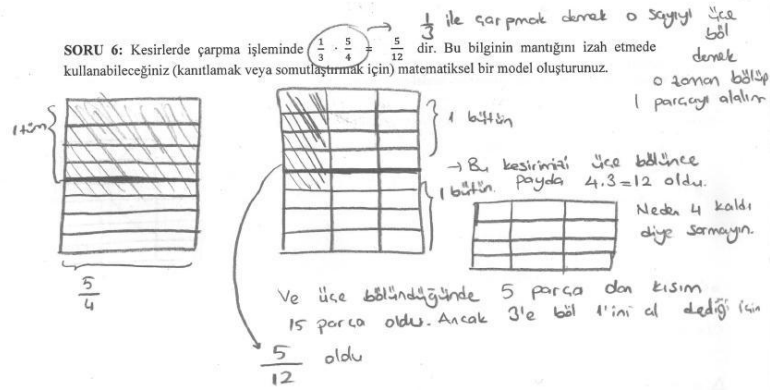 1/3 ile çarpmak demek o sayıyı üçe
böl
demek
o zaman bölüp
1 parçayı alalım
SORU 6: Kesirlerde çarpma işleminde 1/3 · 5/4 = 5/12 dir. Bu bilginin mantığını izah etmede
kullanabileceğiniz (kanıtlamak veya somutlaştırmak için) matematiksel bir model oluşturunuz.
1 tüm
5/4
1 bütün
1 bütün
→ Bu kesirimizi üçe bölünce
payda 4.3=12 oldu.
Neden 4 kaldı
diye sormayın.
Ve üçe bölündüğünde 5 parça dan kısım
15 parça oldu. Ancak 3'e böl 1'ini al dediği için
5/12 oldu